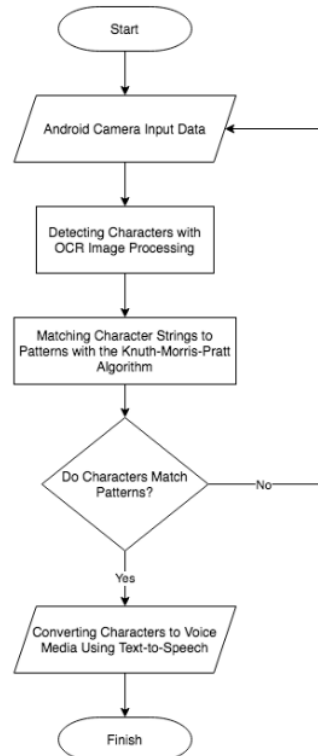 Start
Android Camera Input Data
Detecting Characters with
OCR Image Processing
Matching Character Strings to
Patterns with the Knuth-Morris-Pratt
Algorithm
Do Characters Match
Patterns?
No
Yes
Converting Characters to Voice
Media Using Text-to-Speech
Finish